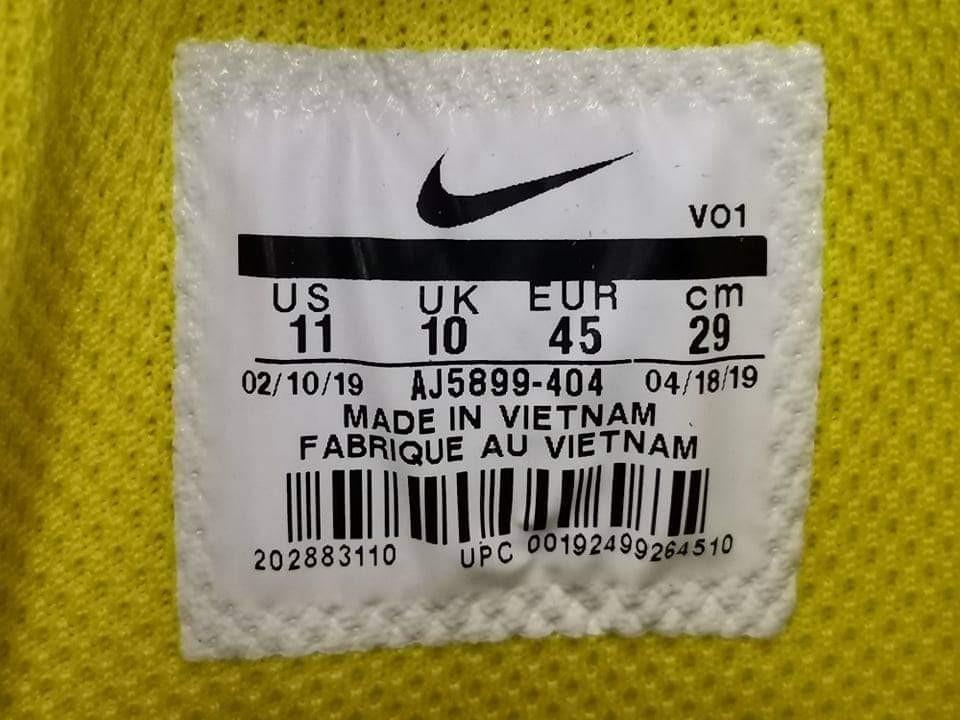 VO1
US UK EUR cm
11 10 45 29
02/10/19 AJ5899-404 04/18/19
MADE IN VIETNAM
FABRIQUE AU VIETNAM
202883110 UPC 00192499264510